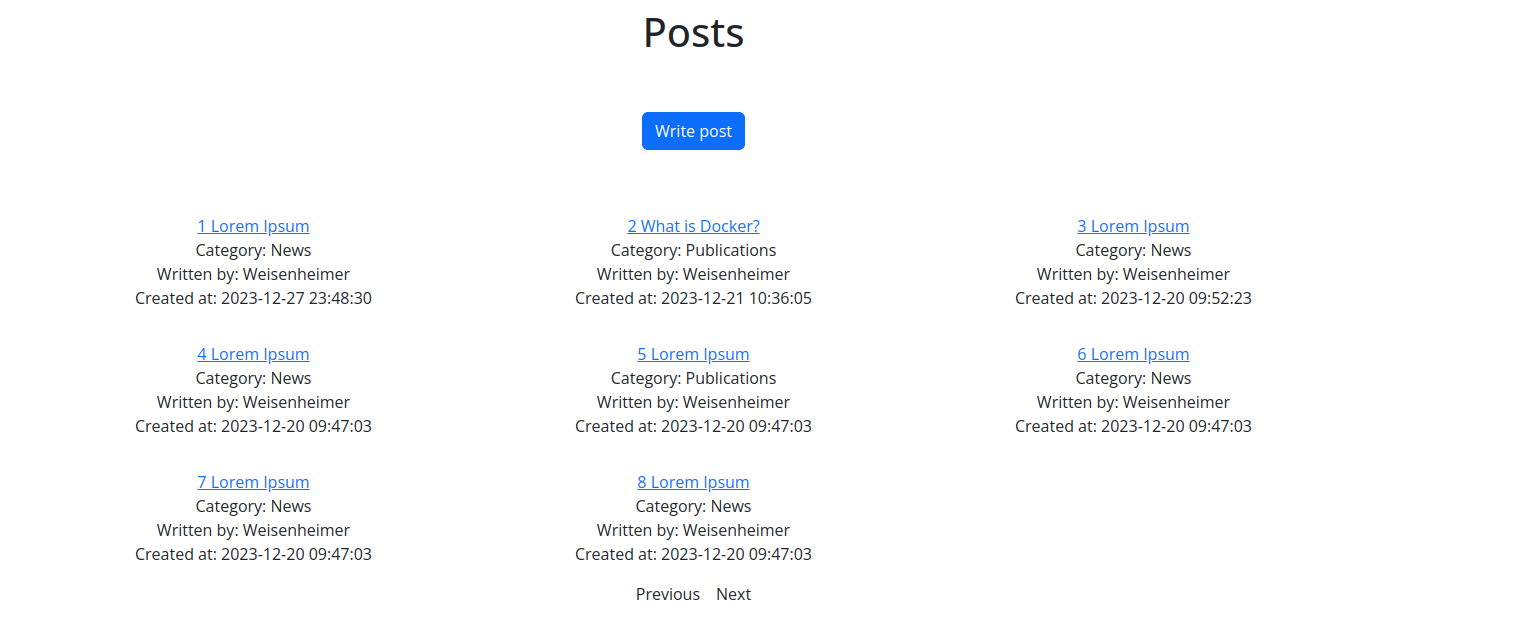 Posts
Write post
1 Lorem Ipsum
Category: News
Written by: Weisenheimer
Created at: 2023-12-27 23:48:30
2 What is Docker?
Category: Publications
Written by: Weisenheimer
Created at: 2023-12-21 10:36:05
3 Lorem Ipsum
Category: News
Written by: Weisenheimer
Created at: 2023-12-20 09:52:23
4 Lorem Ipsum
Category: News
Written by: Weisenheimer
Created at: 2023-12-20 09:47:03
5 Lorem Ipsum
Category: Publications
Written by: Weisenheimer
Created at: 2023-12-20 09:47:03
6 Lorem Ipsum
Category: News
Written by: Weisenheimer
Created at: 2023-12-20 09:47:03
7 Lorem Ipsum
Category: News
Written by: Weisenheimer
Created at: 2023-12-20 09:47:03
8 Lorem Ipsum
Category: News
Written by: Weisenheimer
Created at: 2023-12-20 09:47:03
Previous Next